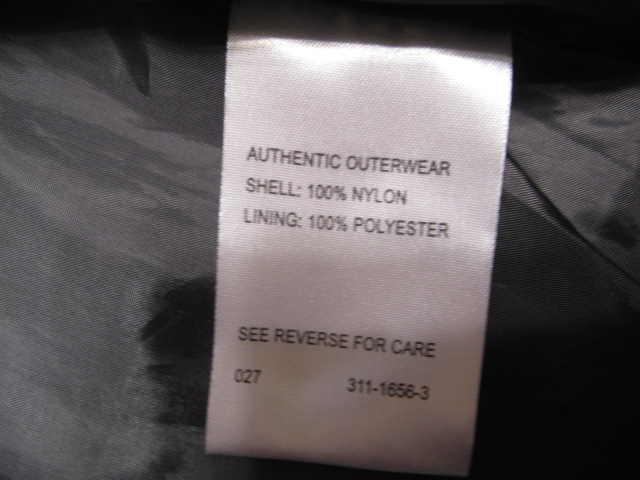 AUTHENTIC OUTERWEAR
SHELL: 100% NYLON
LINING: 100% POLYESTER
SEE REVERSE FOR CARE
027 311-1656-3